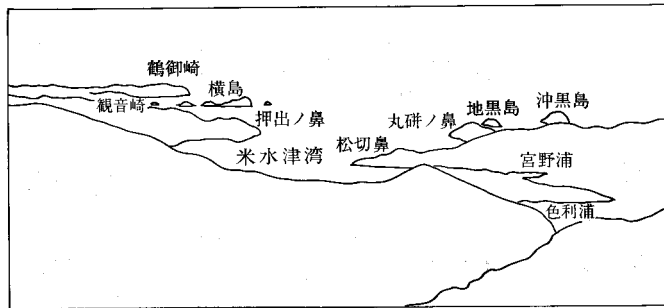 鶴御崎
横島
観音崎
押出ノ鼻
米水津湾
松切鼻
丸硑ノ鼻
地黒島
沖黒島
宮野浦
色利浦